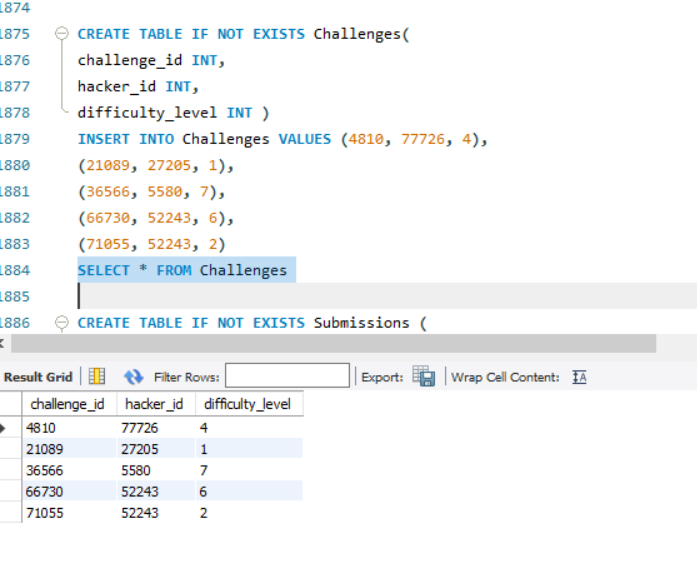 1874
1875 CREATE TABLE IF NOT EXISTS Challenges(
1876 challenge_id INT,
1877 hacker_id INT,
1878 difficulty_level INT )
1879 INSERT INTO Challenges VALUES (4810, 77726, 4),
1880 (21089, 27205, 1),
1881 (36566, 5580, 7),
1882 (66730, 52243, 6),
1883 (71055, 52243, 2)
1884 SELECT * FROM Challenges
1885
1886 CREATE TABLE IF NOT EXISTS Submissions (
Result Grid Filter Rows: Export: Wrap Cell Content: IA
challenge_id hacker_id difficulty_level
4810 77726 4
21089 27205 1
36566 5580 7
66730 52243 6
71055 52243 2